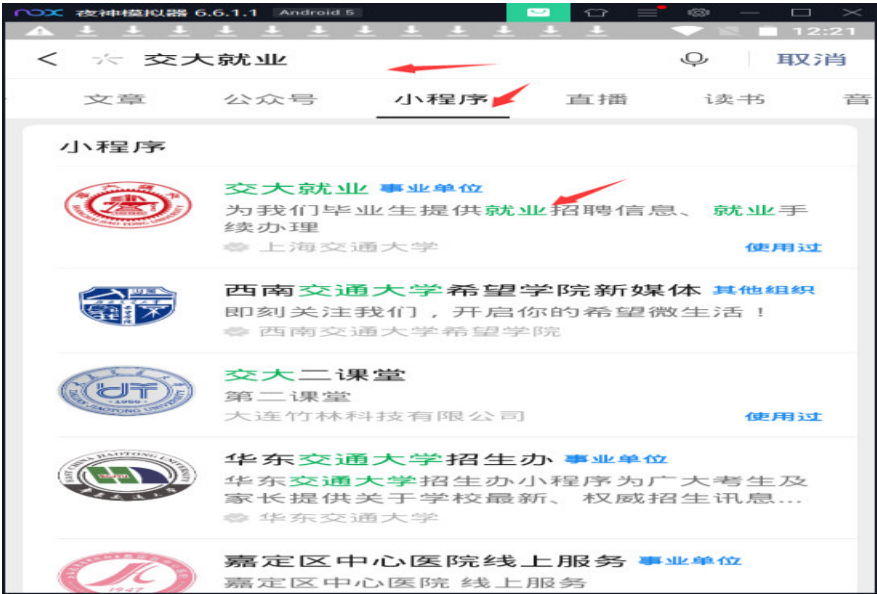 nox 夜神模拟器 6.6.1.1 Android 5
12:21
交大就业 取消
文章 公众号 小程序 直播 读书 音
小程序
交大就业 事业单位
为我们毕业生提供就业招聘信息、就业手
续办理
上海交通大学 使用过
西南交通大学希望学院新媒体 其他组织
即刻关注我们,开启你的希望微生活!
西南交通大学希望学院
交大二课堂
第二课堂
大连竹林科技有限公司 使用过
华东交通大学招生办 事业单位
华东交通大学招生办小程序为广大考生及
家长提供关于学校最新、权威招生讯息...
华东交通大学
嘉定区中心医院线上服务 事业单位
1947
嘉定区中心医院 线上服务